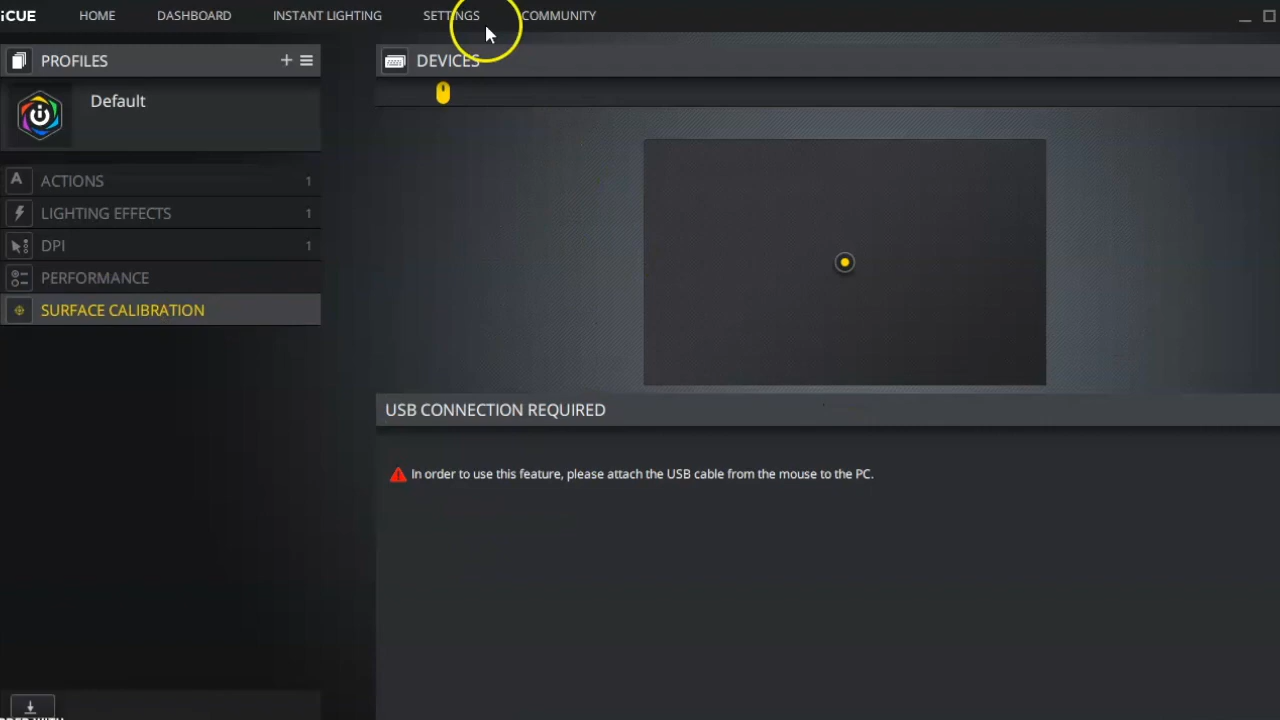 iCUE HOME DASHBOARD INSTANT LIGHTING SETTINGS COMMUNITY
PROFILES
DEVICES
Default
A ACTIONS 1
LIGHTING EFFECTS 1
DPI 1
PERFORMANCE
SURFACE CALIBRATION
USB CONNECTION REQUIRED
In order to use this feature, please attach the USB cable from the mouse to the PC.